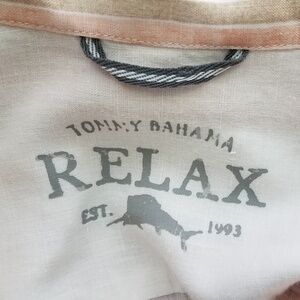 TOMMY BAHAMA
RELAX
EST. 1993